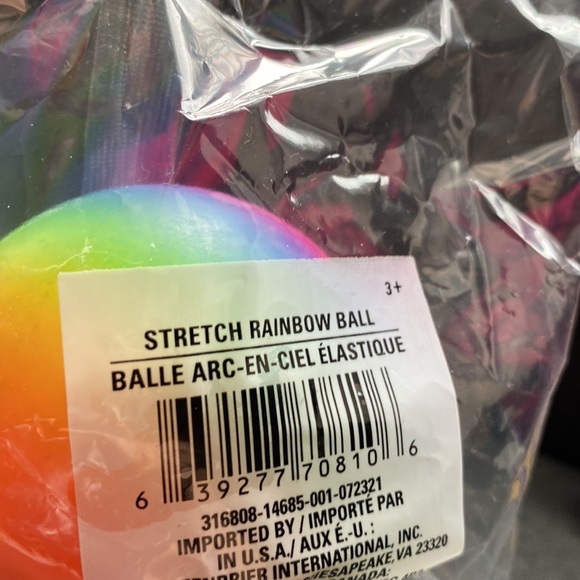 3+
STRETCH RAINBOW BALL
BALLE ARC-EN-CIEL ÉLASTIQUE
6 39277 70810 6
316808-14685-001-072321
IMPORTED BY / IMPORTÉ PAR
IN U.S.A./ AUX É.-U. :
INTERNATIONAL, INC.
VA 23320